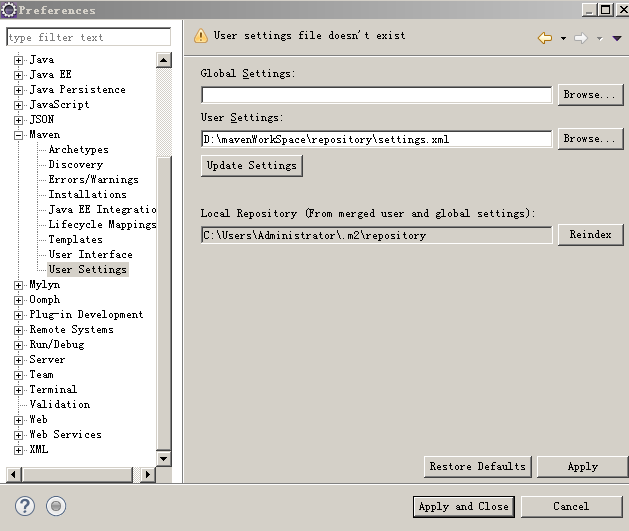 Preferences
type filter text
User settings file doesn't exist
Java
Java EE
Java Persistence
JavaScript
JSON
Maven
Archetypes
Discovery
Errors/Warnings
Installations
Java EE Integratio
Lifecycle Mappings
Templates
User Interface
User Settings
Mylyn
Oomph
Plug-in Development
Remote Systems
Run/Debug
Server
Team
Terminal
Validation
Web
Web Services
XML
Global Settings:
Browse...
User Settings:
D:\mavenWorkSpace\repository\settings.xml
Browse...
Update Settings
Local Repository (From merged user and global settings):
C:\Users\Administrator\.m2\repository
Reindex
Restore Defaults
Apply
?
Apply and Close
Cancel